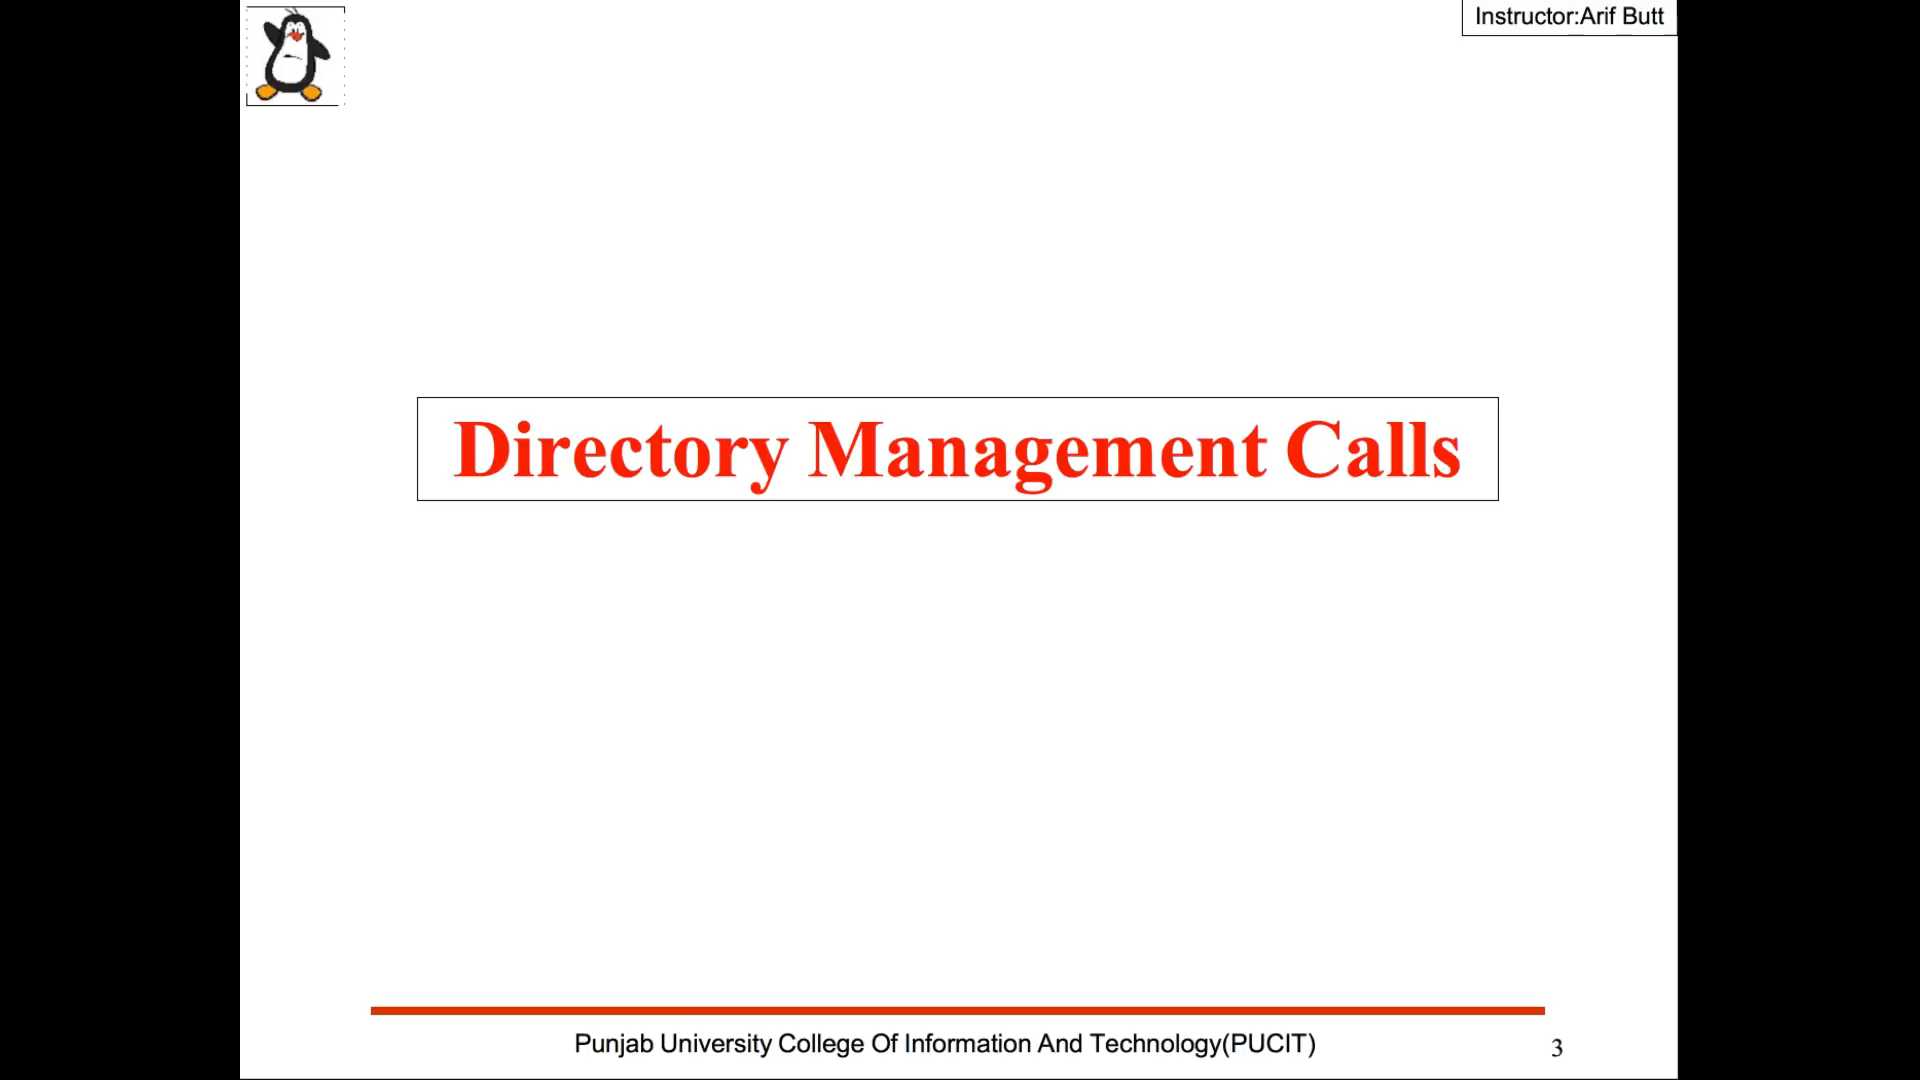 Instructor:Arif Butt
Directory Management Calls
Punjab University College Of Information And Technology(PUCIT)
3